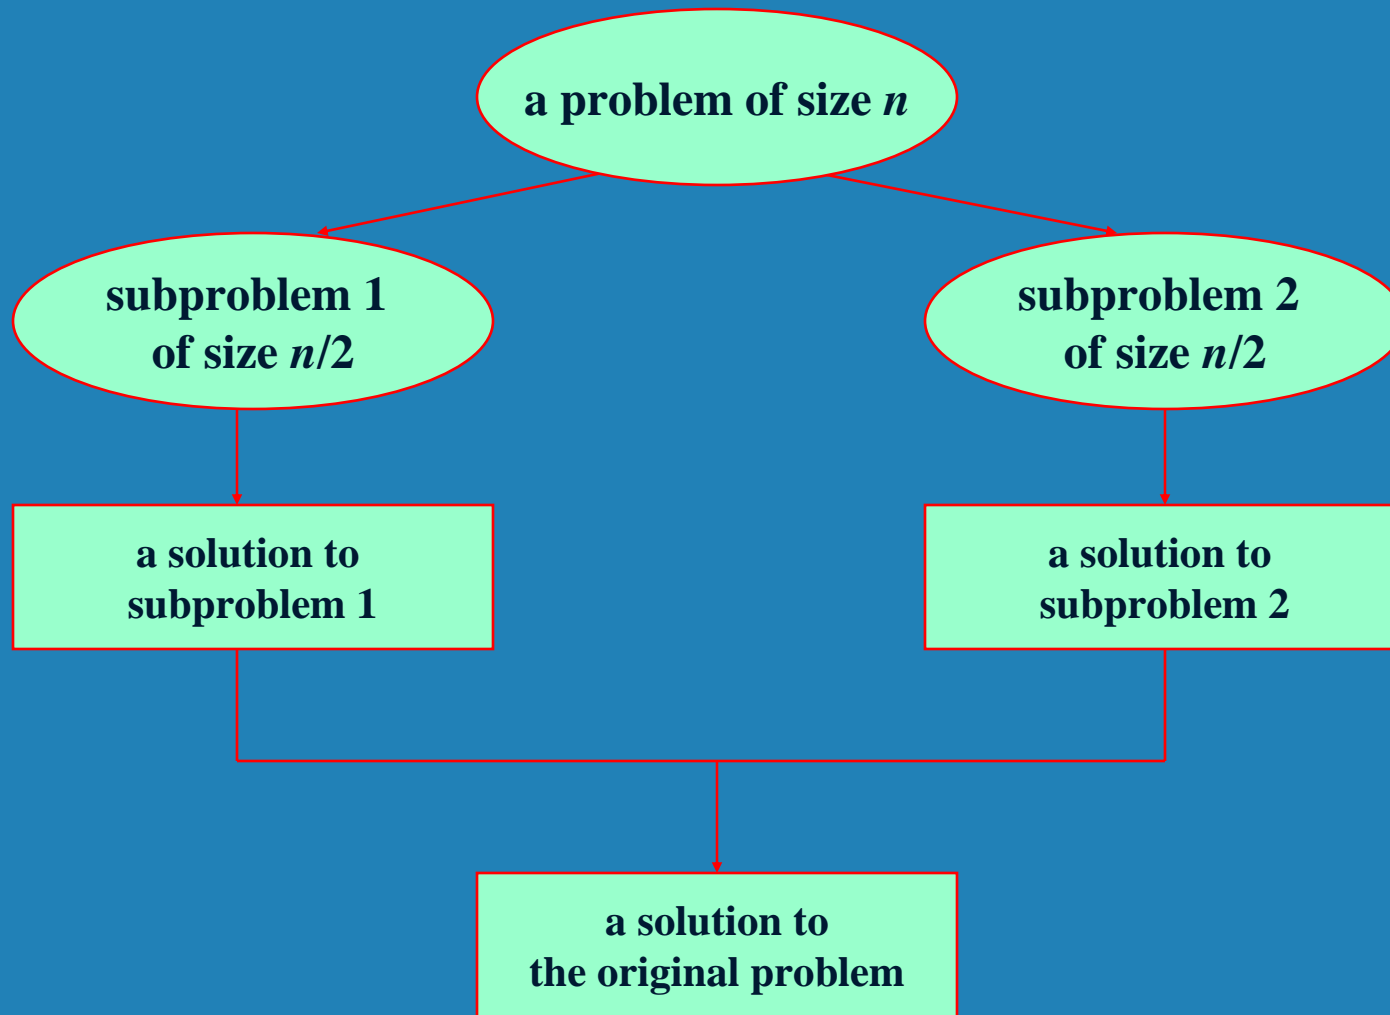 a problem of size n
subproblem 1
of size n/2
subproblem 2
of size n/2
a solution to
subproblem 1
a solution to
subproblem 2
a solution to
the original problem